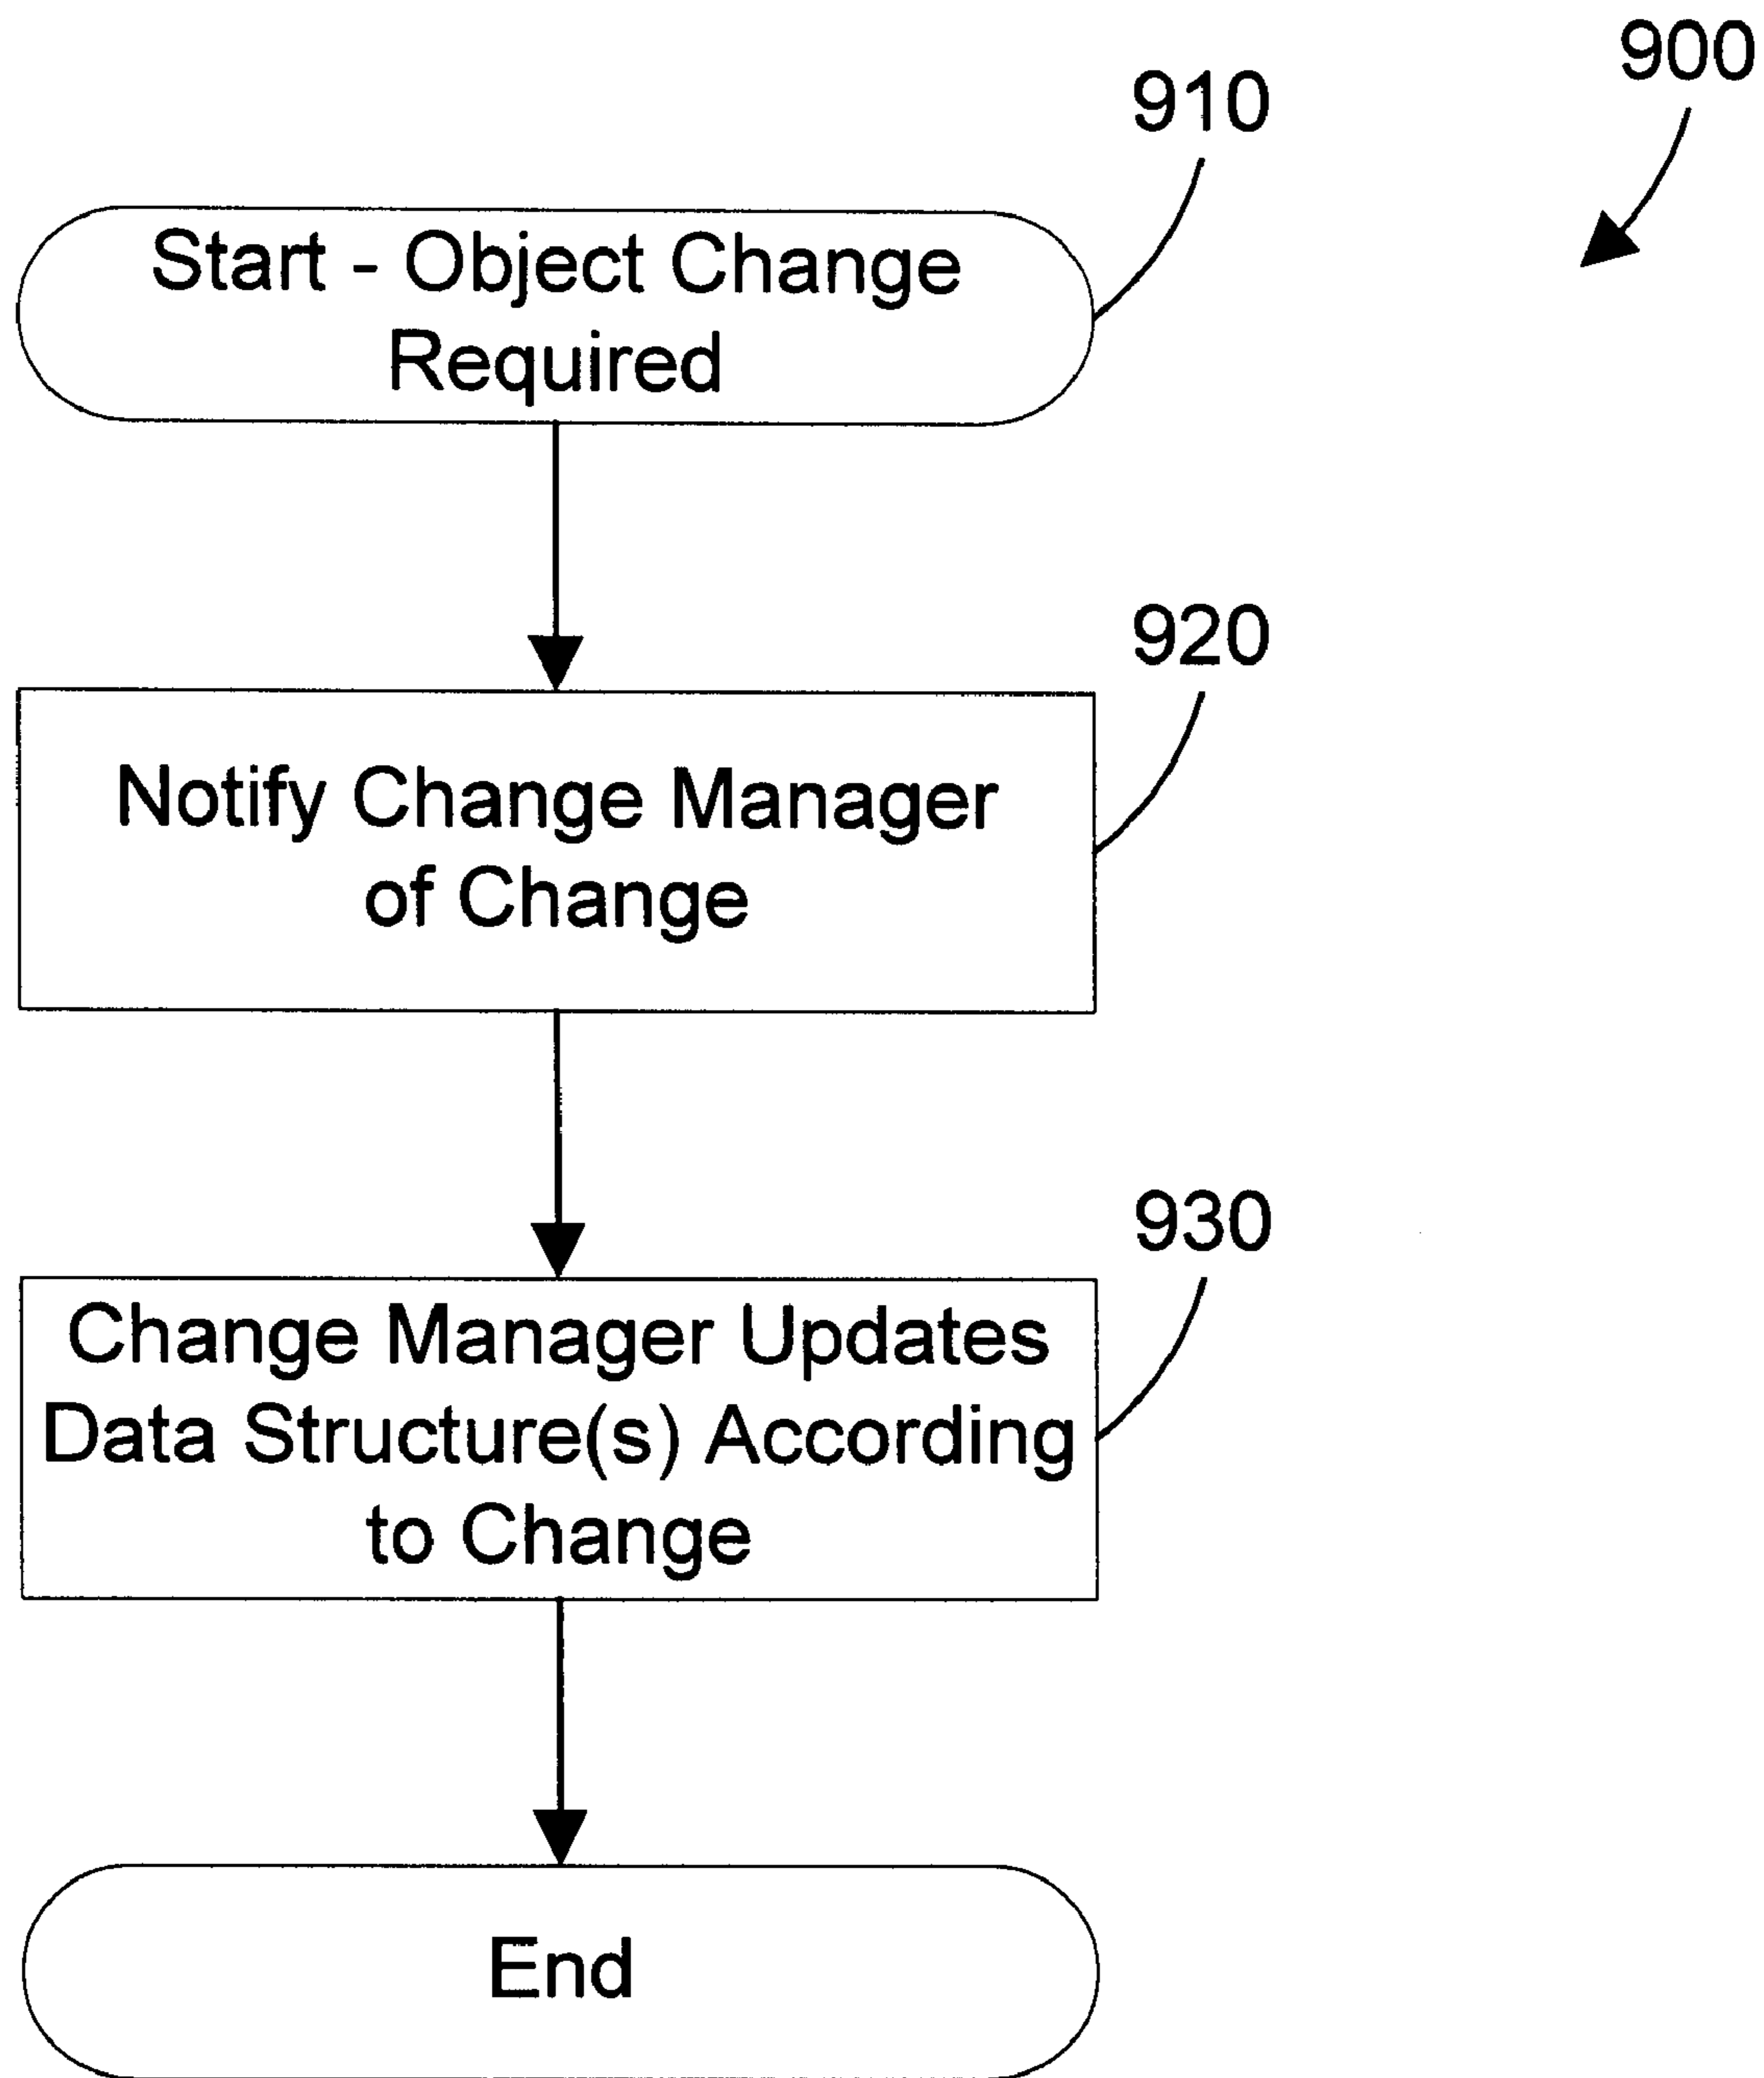 900
910
Start - Object Change
Required
920
Notify Change Manager
of Change
930
Change Manager Updates
Data Structure(s) According
to Change
End